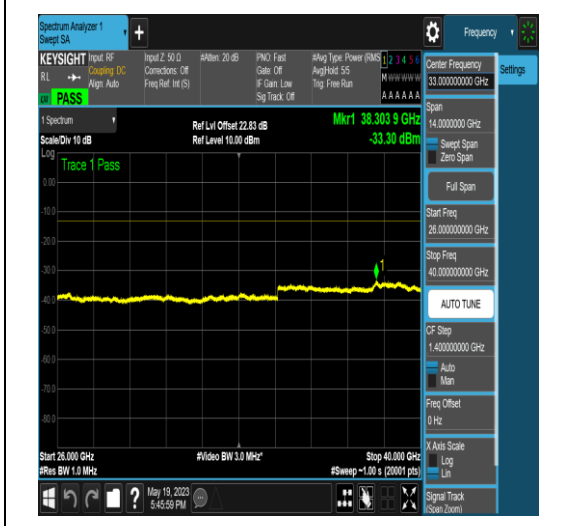 Spectrum Analyzer 1
Swept SA
Frequency
KEYSIGHT
RL
PASS
Input: RF
Coupling: DC
Align: Auto
Input Z: 50 Ω
Corrections: Off
Freq Ref: Int (S)
#Atten: 20 dB
PNO: Fast
Gate: Off
IF Gain: Low
Sig Track: Off
#Avg Type: Power (RMS)
Avg|Hold: 5/5
Trig: Free Run
1 2 3 4 5 6
M W W W W W
A A A A A A
1 Spectrum
Scale/Div 10 dB
Ref Lvl Offset 22.83 dB
Ref Level 10.00 dBm
Mkr1 38.303 9 GHz
-33.30 dBm
Log
Trace 1 Pass
0.00
-10.0
-20.0
-30.0
-40.0
-50.0
-60.0
-70.0
-80.0
1
Start 26.000 GHz
#Res BW 1.0 MHz
#Video BW 3.0 MHz*
Stop 40.000 GHz
#Sweep ~1.00 s (20001 pts)
?
May 19, 2023
5:45:59 PM
Center Frequency
33.000000000 GHz
Span
14.0000000 GHz
Swept Span
Zero Span
Full Span
Start Freq
26.000000000 GHz
Stop Freq
40.000000000 GHz
AUTO TUNE
CF Step
1.400000000 GHz
Auto
Man
Freq Offset
0 Hz
X Axis Scale
Log
Lin
Signal Track
(Span Zoom)
Settings